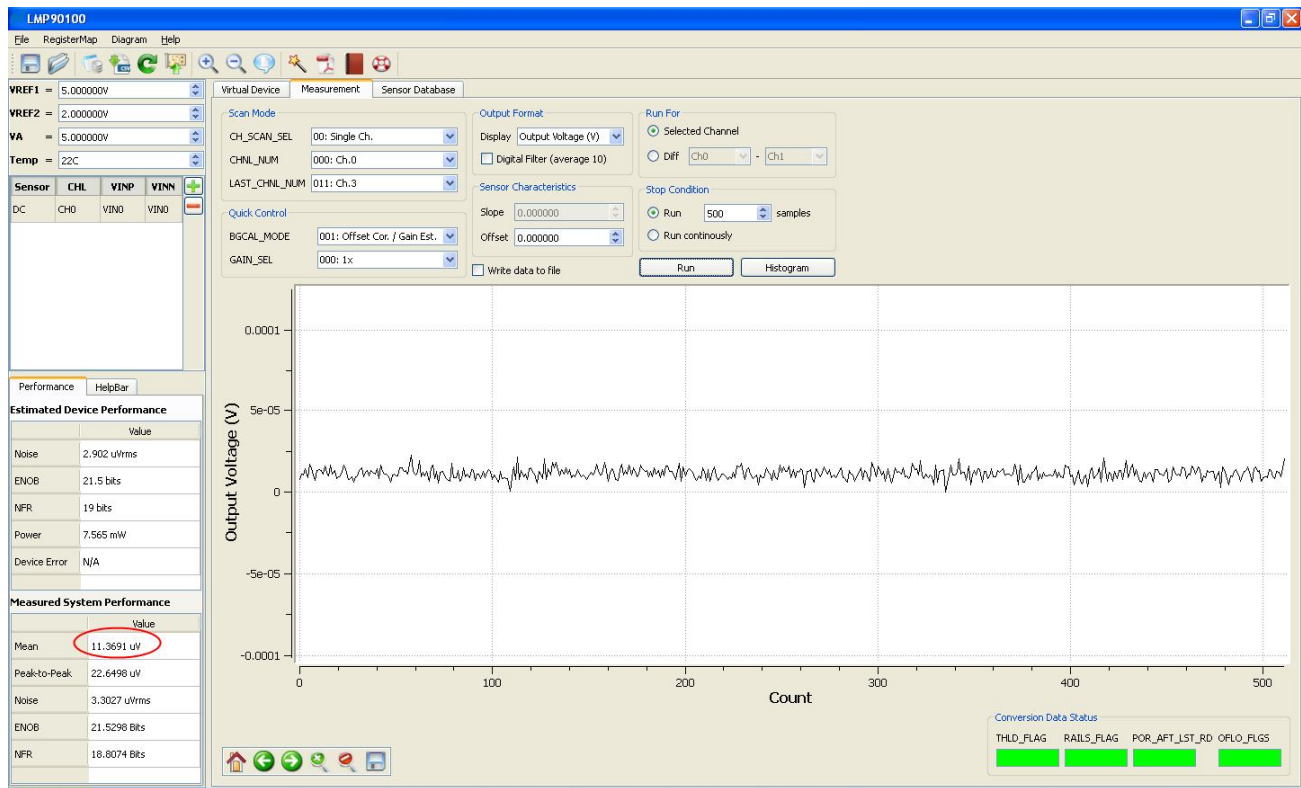 LMP90100
File RegisterMap Diagram Help
VREF1 = 5.000000V
VREF2 = 2.000000V
VA = 5.000000V
Temp = 22C
Sensor CHL VINP VINN
DC CH0 VIN0 VIN0
Performance HelpBar
Estimated Device Performance
Value
Noise 2.902 uVrms
ENOB 21.5 bits
NFR 19 bits
Power 7.565 mW
Device Error N/A
Measured System Performance
Value
Mean 11.3691 uV
Peak-to-Peak 22.6498 uV
Noise 3.3027 uVrms
ENOB 21.5298 Bits
NFR 18.8074 Bits
Virtual Device Measurement Sensor Database
Scan Mode
CH_SCAN_SEL 00: Single Ch.
CHNL_NUM 000: Ch.0
LAST_CHNL_NUM 011: Ch.3
Quick Control
BGCAL_MODE 001: Offset Cor. / Gain Est.
GAIN_SEL 000: 1x
Output Format
Display Output Voltage (V)
Digital Filter (average 10)
Sensor Characteristics
Slope 0.000000
Offset 0.000000
Write data to file
Run For
Selected Channel
Diff Ch0 - Ch1
Stop Condition
Run 500 samples
Run continously
Run Histogram
Output Voltage (V)
0.0001
5e-05
0
-5e-05
-0.0001
0 100 200 300 400 500
Count
Conversion Data Status
THLD_FLAG RAILS_FLAG POR_AFT_LST_RD OFLO_FLGS